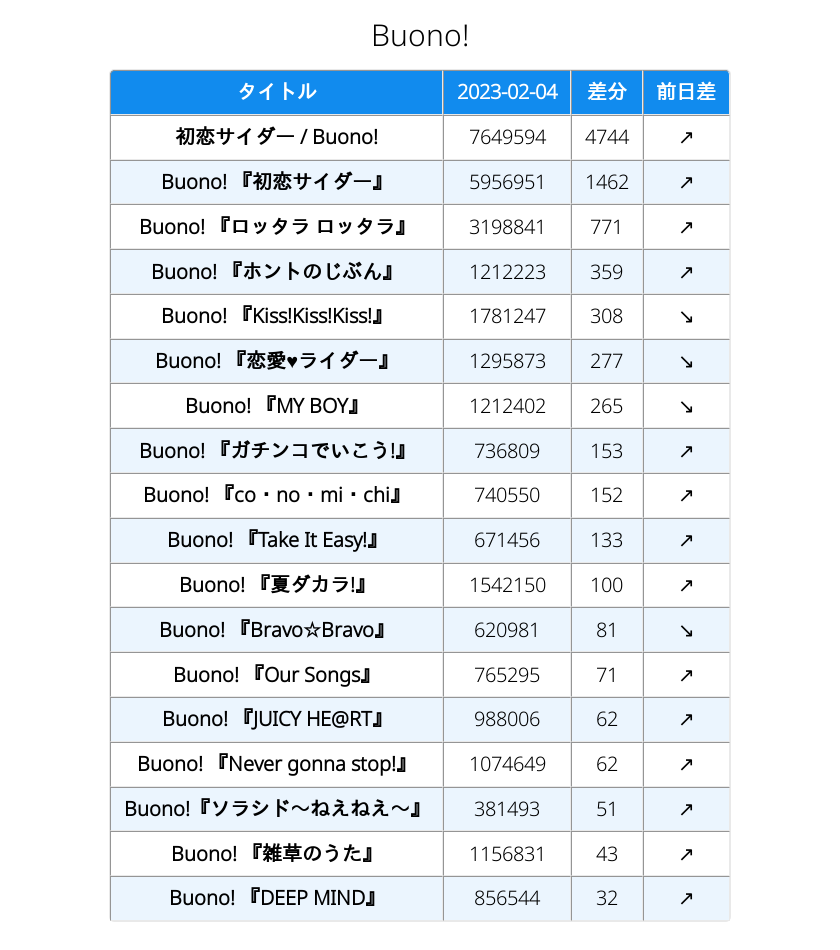 Buono!
タイトル 2023-02-04 差分 前日差
初恋サイダー / Buono! 7649594 4744 ↗
Buono! 『初恋サイダー』 5956951 1462 ↗
Buono! 『ロッタラ ロッタラ』 3198841 771 ↗
Buono! 『ホントのじぶん』 1212223 359 ↗
Buono! 『Kiss!Kiss!Kiss!』 1781247 308 ↘
Buono! 『恋愛♥ライダー』 1295873 277 ↘
Buono! 『MY BOY』 1212402 265 ↘
Buono! 『ガチンコでいこう!』 736809 153 ↗
Buono! 『co・no・mi・chi』 740550 152 ↗
Buono! 『Take It Easy!』 671456 133 ↗
Buono! 『夏ダカラ!』 1542150 100 ↗
Buono! 『Bravo☆Bravo』 620981 81 ↘
Buono! 『Our Songs』 765295 71 ↗
Buono! 『JUICY HE@RT』 988006 62 ↗
Buono! 『Never gonna stop!』 1074649 62 ↗
Buono!『ソラシド〜ねえねえ〜』 381493 51 ↗
Buono! 『雑草のうた』 1156831 43 ↗
Buono! 『DEEP MIND』 856544 32 ↗